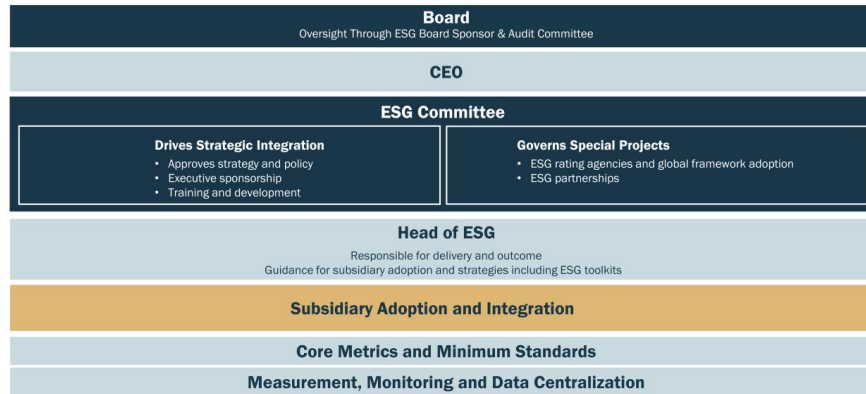 Board
Oversight Through ESG Board Sponsor & Audit Committee
CEO
ESG Committee
Drives Strategic Integration
• Approves strategy and policy
• Executive sponsorship
• Training and development
Governs Special Projects
• ESG rating agencies and global framework adoption
• ESG partnerships
Head of ESG
Responsible for delivery and outcome
Guidance for subsidiary adoption and strategies including ESG toolkits
Subsidiary Adoption and Integration
Core Metrics and Minimum Standards
Measurement, Monitoring and Data Centralization